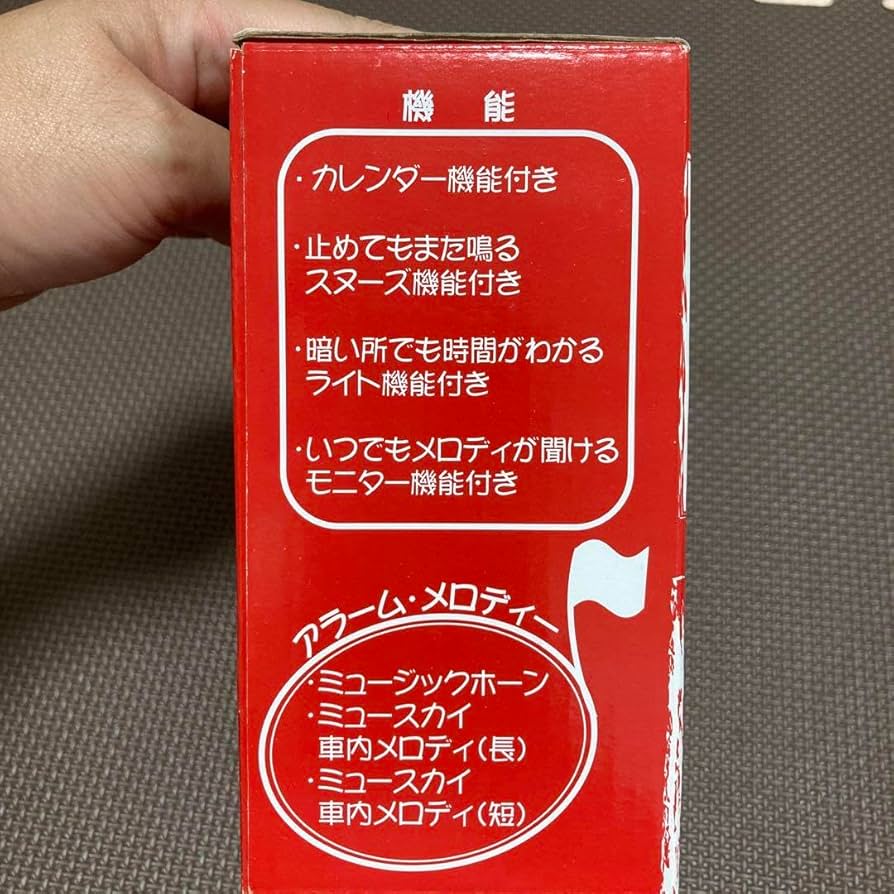 機 能
・カレンダー機能付き
・止めてもまた鳴る
スヌーズ機能付き
・暗い所でも時間がわかる
ライト機能付き
・いつでもメロディが聞ける
モニター機能付き
アラーム・メロディー
・ミュージックホーン
・ミュースカイ
車内メロディ(長)
・ミュースカイ
車内メロディ(短)